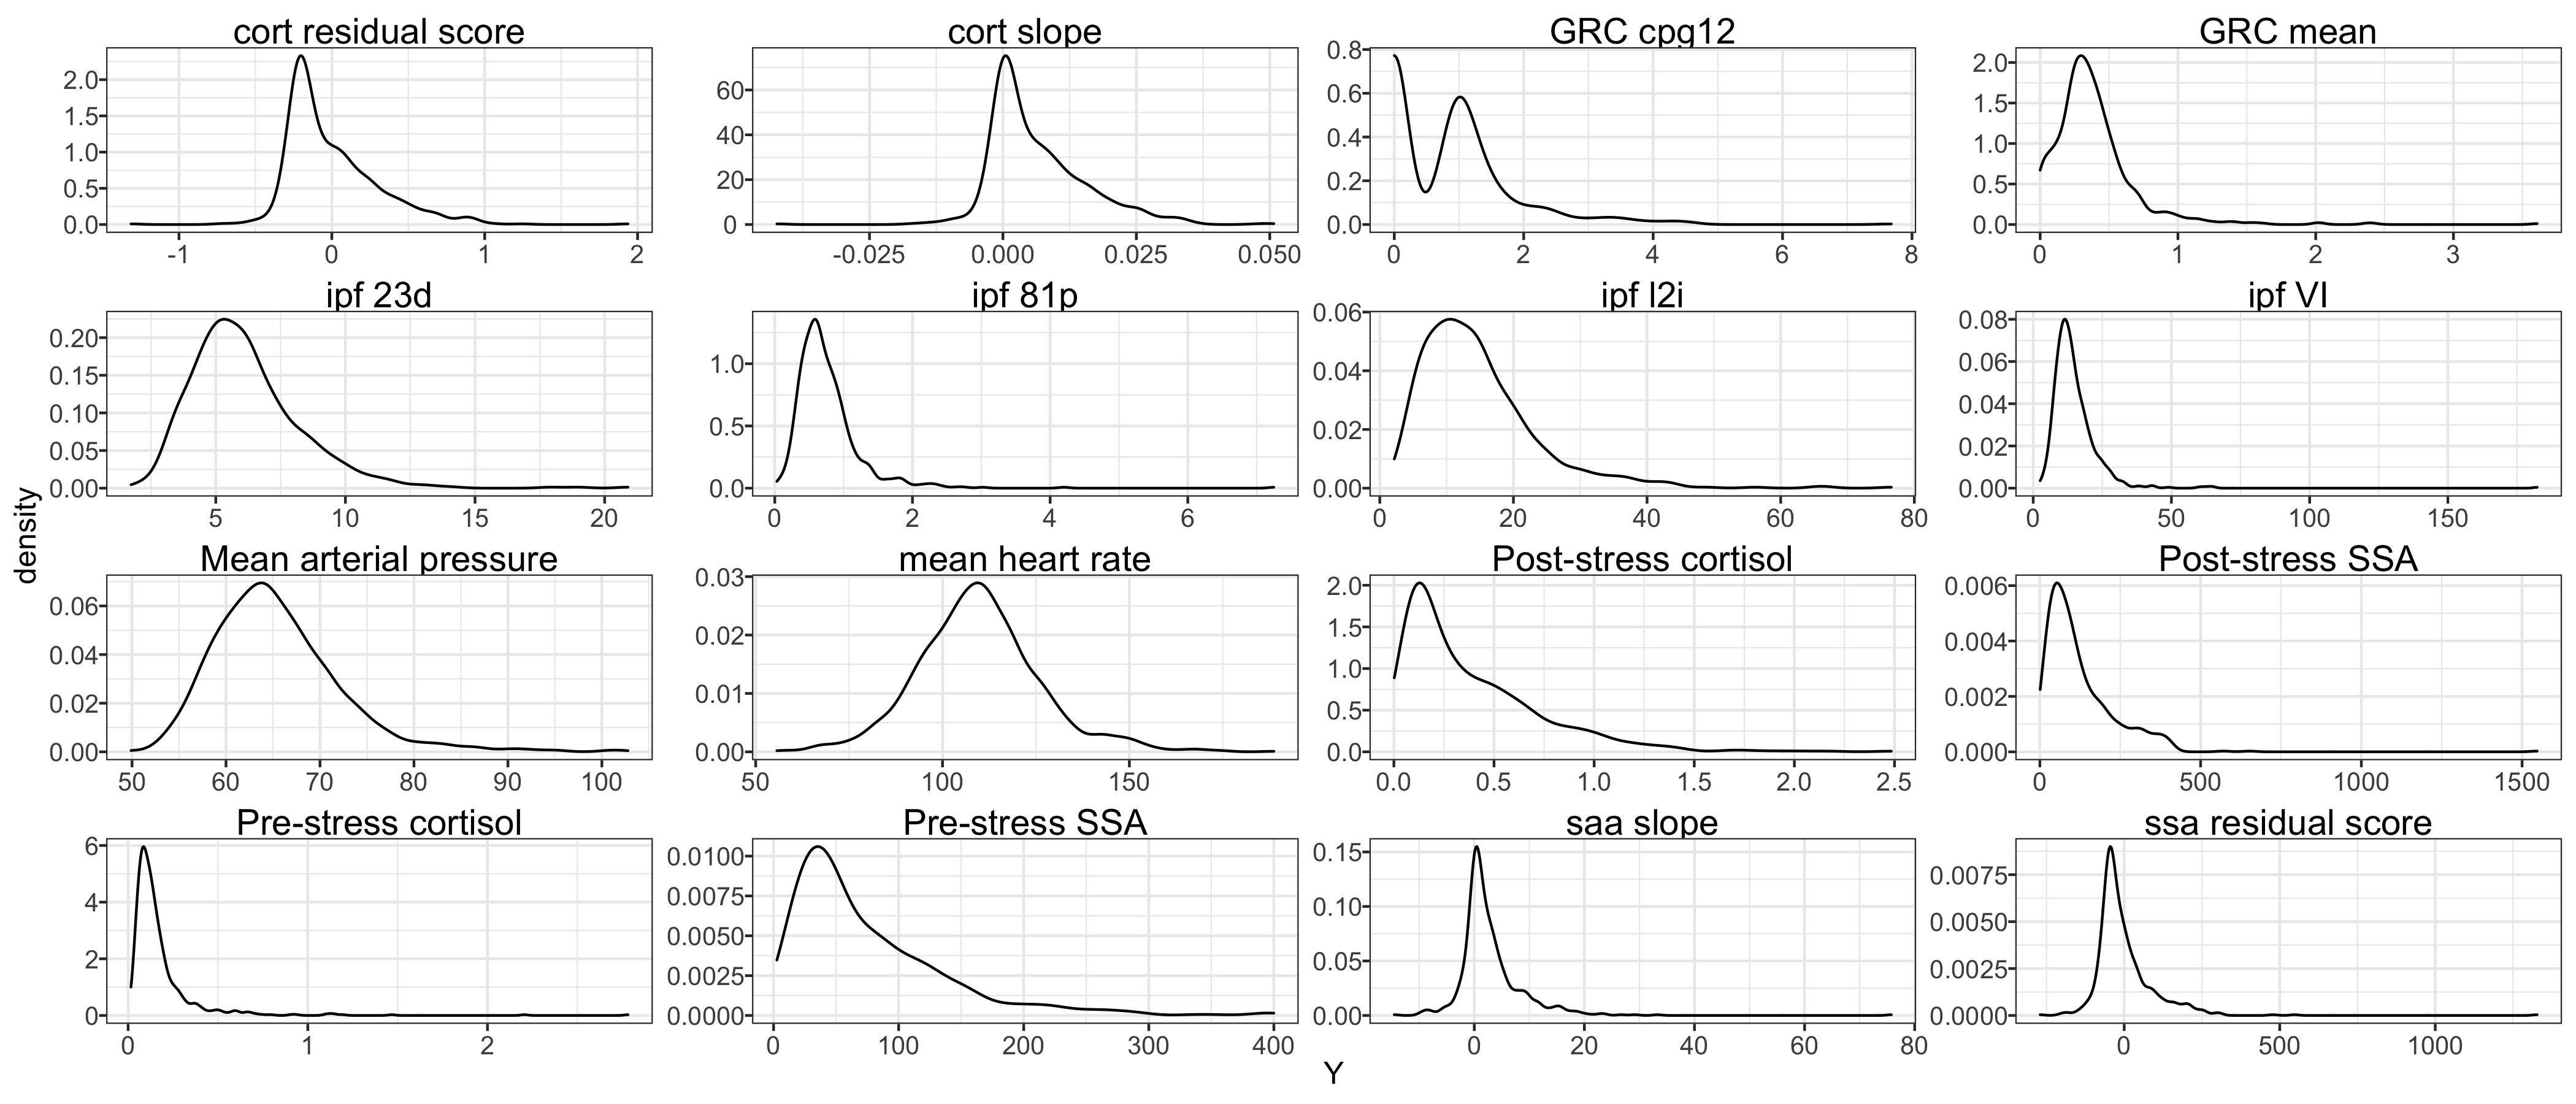 cort residual score
cort slope
GRC cpg12
GRC mean
2.0
1.5
1.0
0.5
0.0
-1 0 1 2
60
40
20
0
-0.025 0.000 0.025 0.050
0.8
0.6
0.4
0.2
0.0
0 2 4 6 8
2.0
1.5
1.0
0.5
0.0
0 1 2 3
ipf 23d
ipf 81p
ipf l2i
ipf VI
0.20
0.15
0.10
0.05
0.00
5 10 15 20
1.0
0.5
0.0
0 2 4 6
0.06
0.04
0.02
0.00
0 20 40 60 80
0.08
0.06
0.04
0.02
0.00
0 50 100 150
density
Mean arterial pressure
mean heart rate
Post-stress cortisol
Post-stress SSA
0.06
0.04
0.02
0.00
50 60 70 80 90 100
0.03
0.02
0.01
0.00
50 100 150
2.0
1.5
1.0
0.5
0.0
0.0 0.5 1.0 1.5 2.0 2.5
0.006
0.004
0.002
0.000
0 500 1000 1500
Pre-stress cortisol
Pre-stress SSA
saa slope
ssa residual score
6
4
2
0
0 1 2
0.0100
0.0075
0.0050
0.0025
0.0000
0 100 200 300 400
0.15
0.10
0.05
0.00
0 20 40 60 80
0.0075
0.0050
0.0025
0.0000
0 500 1000
Y